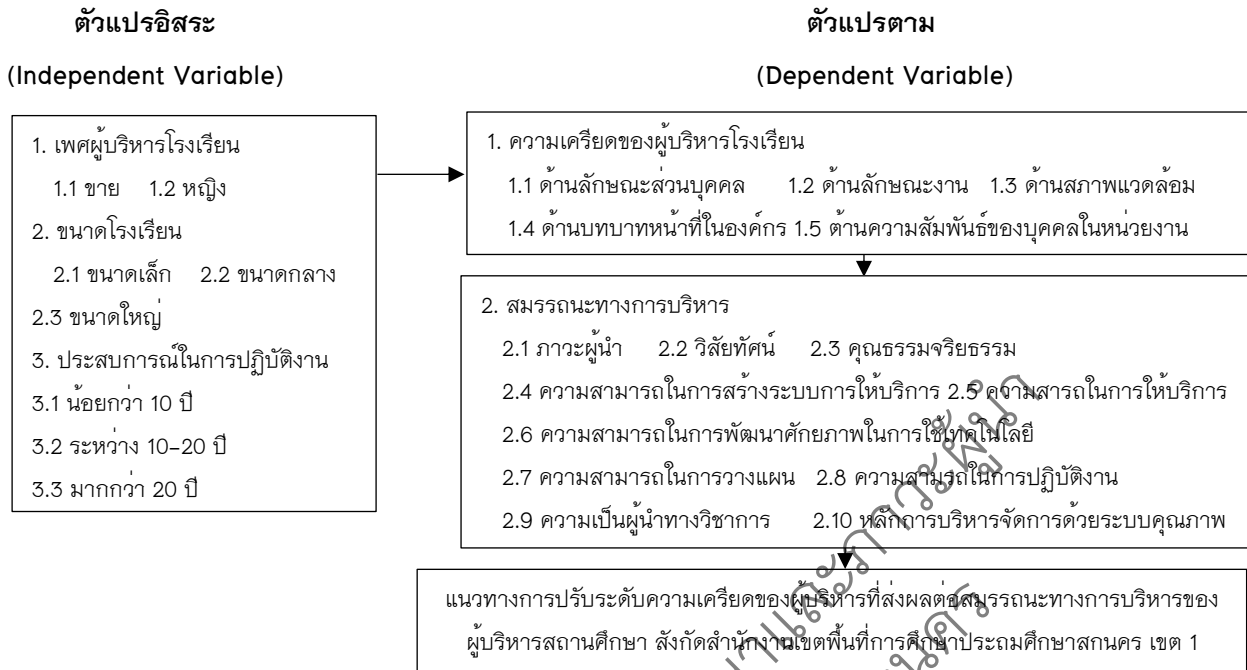 ตัวแปรอิสระ
(Independent Variable)
1. เพศผู้บริหารโรงเรียน
1.1 ชาย 1.2 หญิง
2. ขนาดโรงเรียน
2.1 ขนาดเล็ก 2.2 ขนาดกลาง
2.3 ขนาดใหญ่
3. ประสบการณ์ในการปฏิบัติงาน
3.1 น้อยกว่า 10 ปี
3.2 ระหว่าง 10–20 ปี
3.3 มากกว่า 20 ปี
ตัวแปรตาม
(Dependent Variable)
1. ความเครียดของผู้บริหารโรงเรียน
1.1 ด้านลักษณะส่วนบุคคล 1.2 ด้านลักษณะงาน 1.3 ด้านสภาพแวดล้อม
1.4 ด้านบทบาทหน้าที่ในองค์กร 1.5 ต้านความสัมพันธ์ของบุคคลในหน่วยงาน
2. สมรรถนะทางการบริหาร
2.1 ภาวะผู้นำ 2.2 วิสัยทัศน์ 2.3 คุณธรรมจริยธรรม
2.4 ความสามารถในการสร้างระบบการให้บริการ 2.5 ความสารถในการให้บริการ
2.6 ความสามารถในการพัฒนาศักยภาพในการใช้เทคโนโลยี
2.7 ความสามารถในการวางแผน 2.8 ความสามรถในการปฏิบัติงาน
2.9 ความเป็นผู้นำทางวิชาการ 2.10 หลักการบริหารจัดการด้วยระบบคุณภาพ
แนวทางการปรับระดับความเครียดของผู้บริหารที่ส่งผลต่อสมรรถนะทางการบริหารของ
ผู้บริหารสถานศึกษา สังกัดสำนักงานเขตพื้นที่การศึกษาประถมศึกษาสกนคร เขต 1